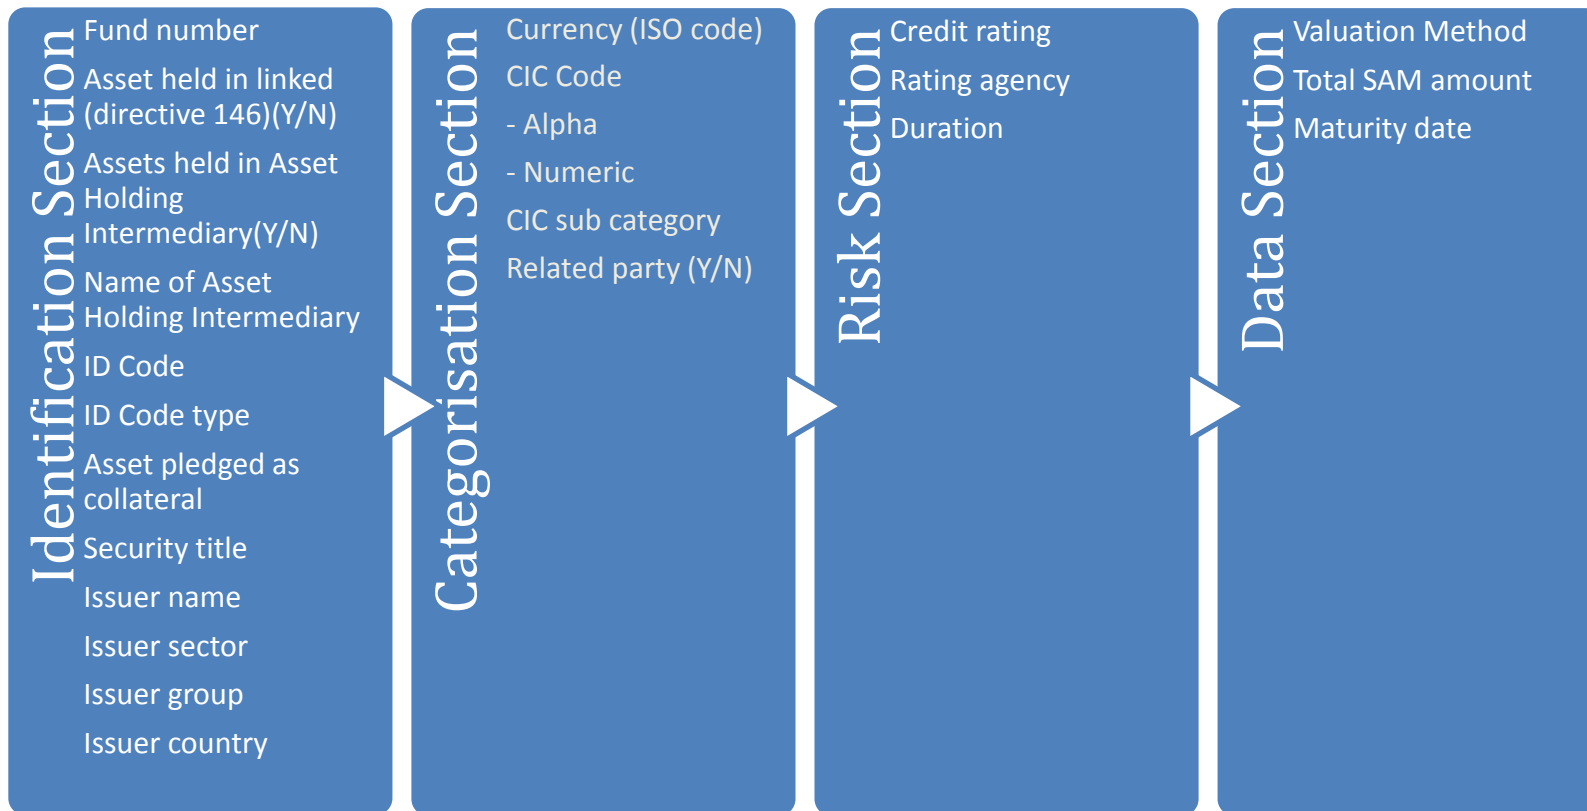 Identification Section
Fund number
Asset held in linked
(directive 146)(Y/N)
Assets held in Asset
Holding
Intermediary(Y/N)
Name of Asset
Holding Intermediary
ID Code
ID Code type
Asset pledged as
collateral
Security title
Issuer name
Issuer sector
Issuer group
Issuer country
Categorisation Section
Currency (ISO code)
CIC Code
- Alpha
- Numeric
CIC sub category
Related party (Y/N)
Risk Section
Credit rating
Rating agency
Duration
Data Section
Valuation Method
Total SAM amount
Maturity date